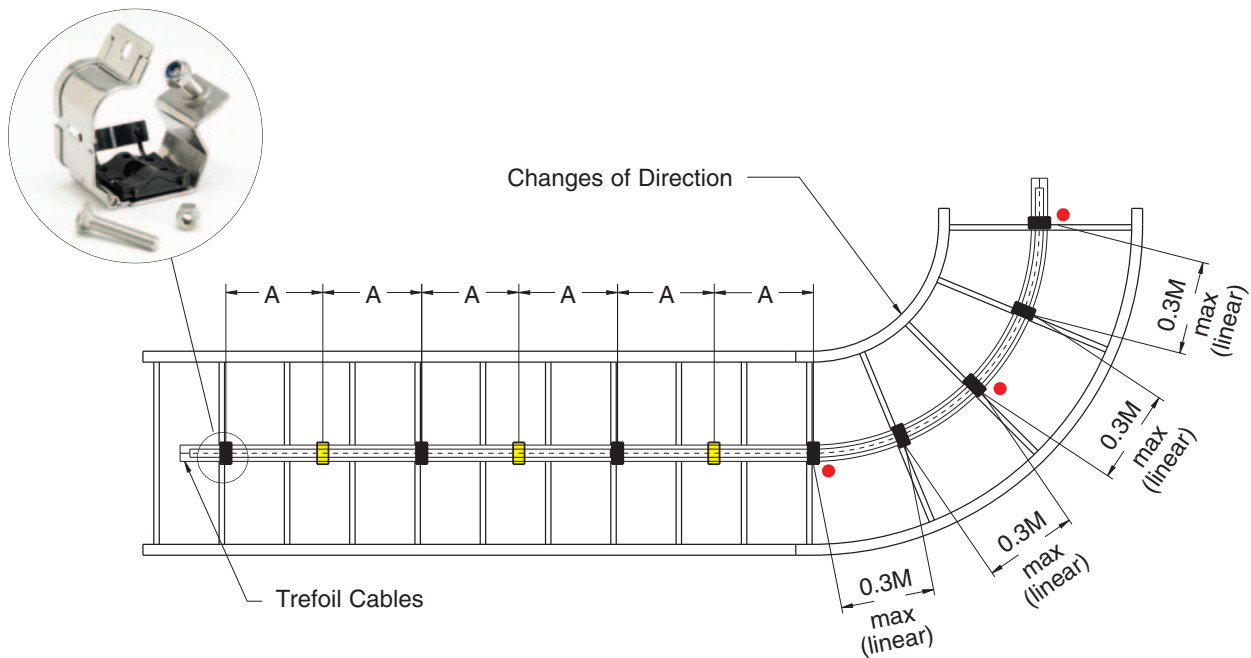 Changes of Direction
A
A
A
A
A
A
0.3M
max
(linear)
0.3M
max
(linear)
0.3M
max
(linear)
0.3M
max
(linear)
Trefoil Cables